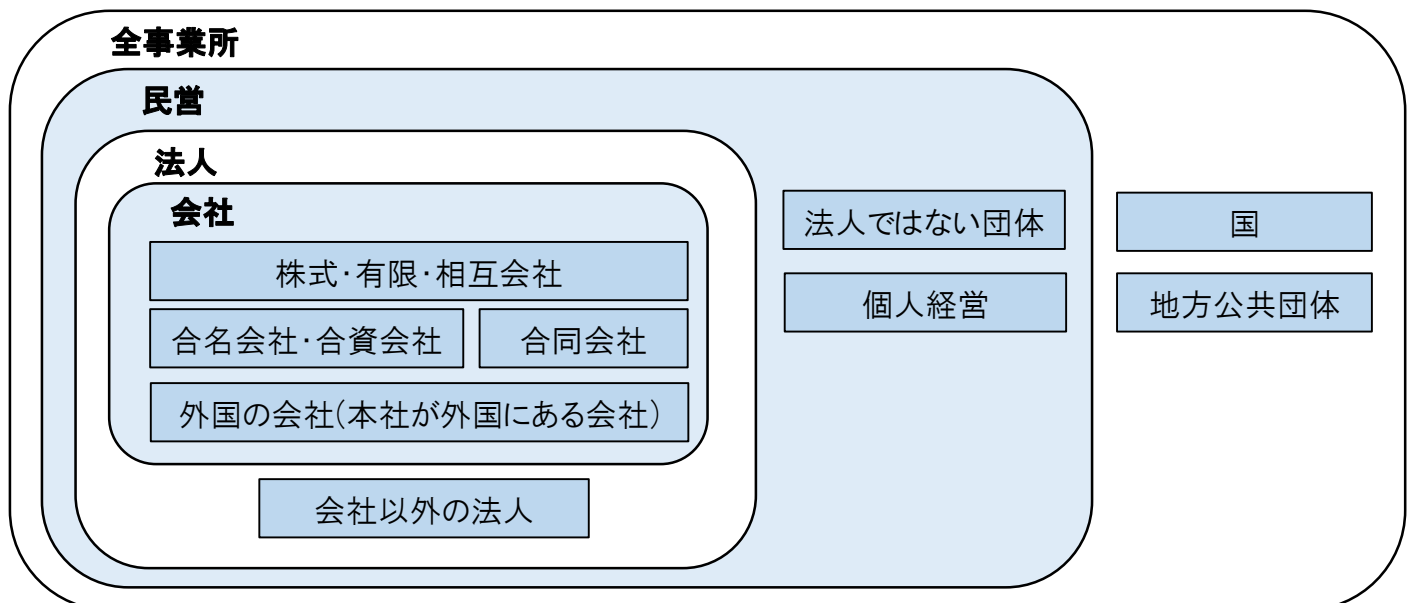 全事業所
民営
法人
会社
株式・有限・相互会社
合名会社・合資会社
合同会社
外国の会社(本社が外国にある会社)
会社以外の法人
法人ではない団体
個人経営
国
地方公共団体